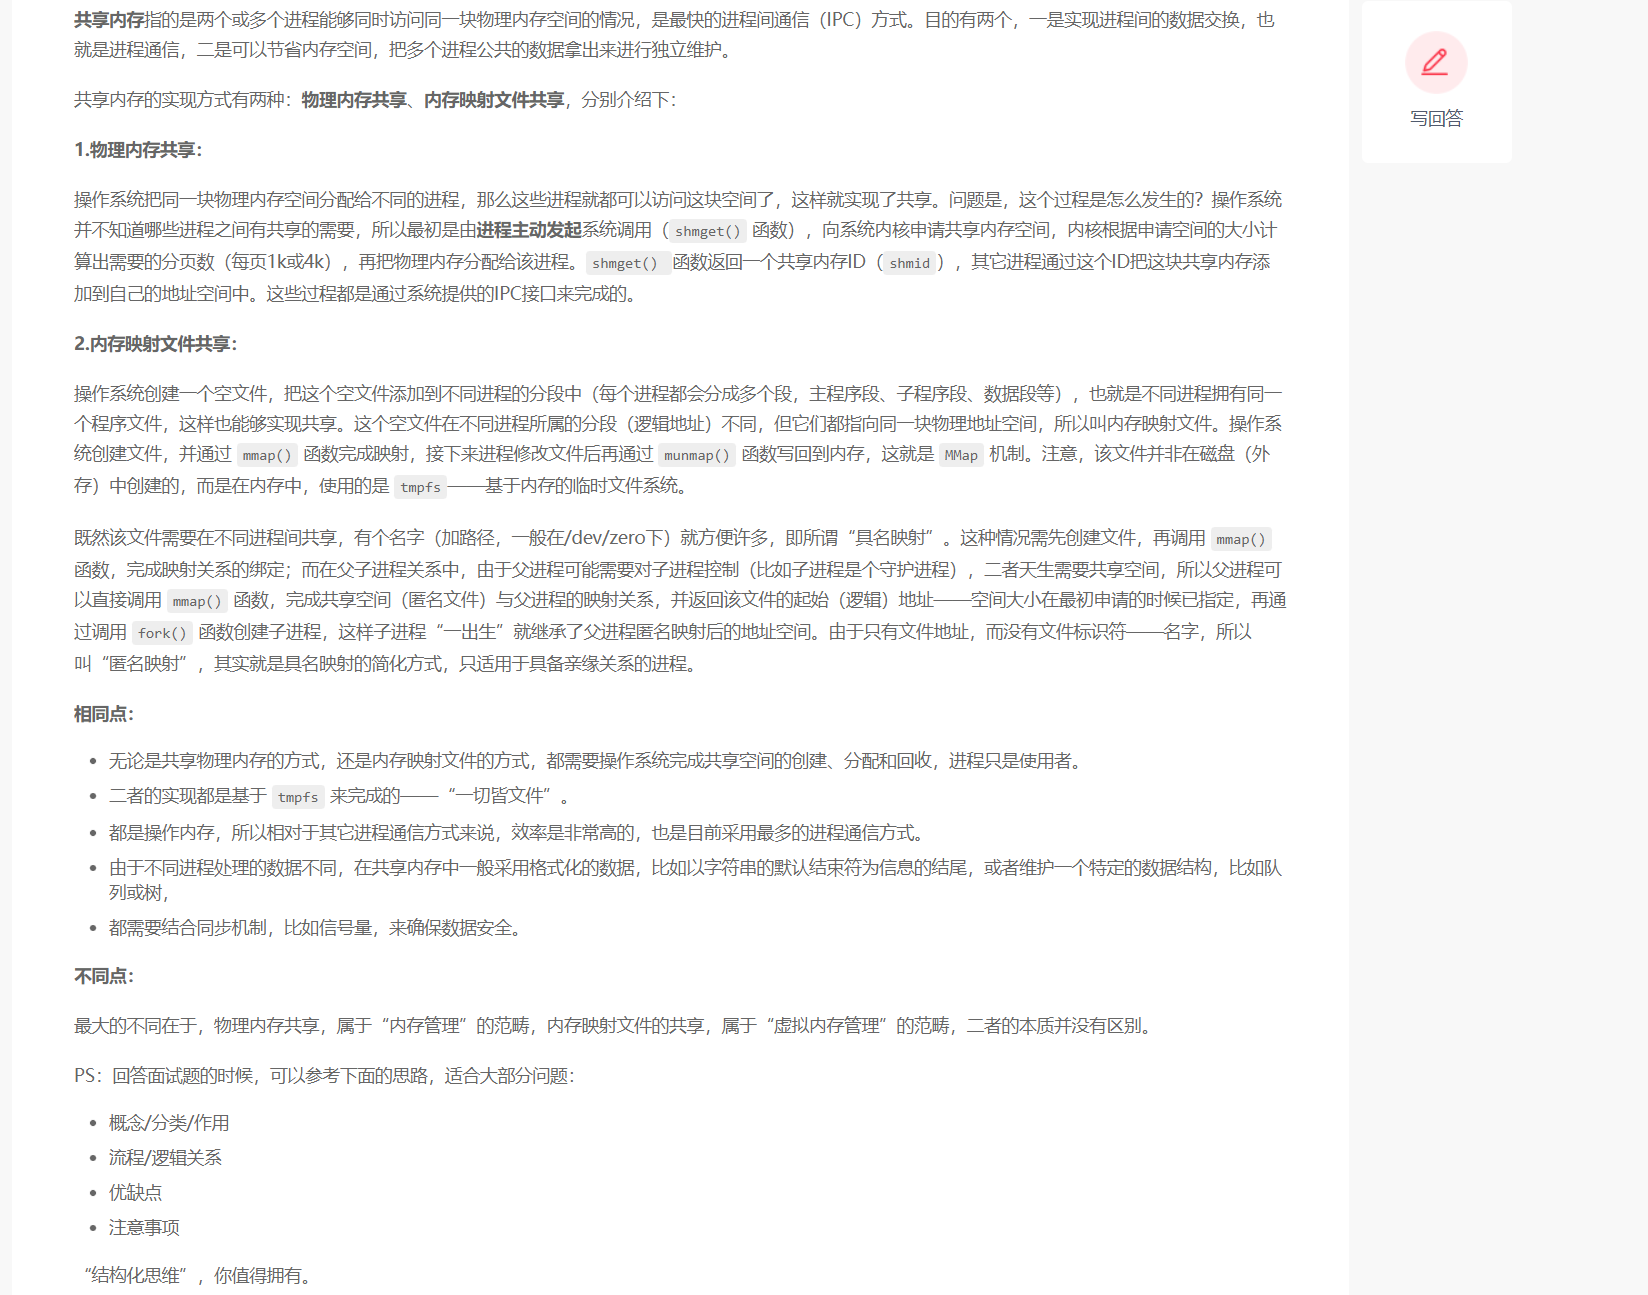 共享内存指的是两个或多个进程能够同时访问同一块物理内存空间的情况，是最快的进程间通信（IPC）方式。目的有两个，一是实现进程间的数据交换，也
就是进程通信，二是可以节省内存空间，把多个进程公共的数据拿出来进行独立维护。
共享内存的实现方式有两种：物理内存共享、内存映射文件共享，分别介绍下：
1.物理内存共享：
操作系统把同一块物理内存空间分配给不同的进程，那么这些进程就都可以访问这块空间了，这样就实现了共享。问题是，这个过程是怎么发生的？操作系统
并不知道哪些进程之间有共享的需要，所以最初是由进程主动发起系统调用（shmget() 函数），向系统内核申请共享内存空间，内核根据申请空间的大小计
算出需要的分页数（每页1k或4k），再把物理内存分配给该进程。shmget() 函数返回一个共享内存ID（shmid），其它进程通过这个ID把这块共享内存添
加到自己的地址空间中。这些过程都是通过系统提供的IPC接口来完成的。
2.内存映射文件共享：
操作系统创建一个空文件，把这个空文件添加到不同进程的分段中（每个进程都会分成多个段，主程序段、子程序段、数据段等），也就是不同进程拥有同一
个程序文件，这样也能够实现共享。这个空文件在不同进程所属的分段（逻辑地址）不同，但它们都指向同一块物理地址空间，所以叫内存映射文件。操作系
统创建文件，并通过 mmap() 函数完成映射，接下来进程修改文件后再通过 munmap() 函数写回到内存，这就是 MMap 机制。注意，该文件并非在磁盘（外
存）中创建的，而是在内存中，使用的是 tmpfs——基于内存的临时文件系统。
既然该文件需要在不同进程间共享，有个名字（加路径，一般在/dev/zero下）就方便许多，即所谓“具名映射”。这种情况需先创建文件，再调用 mmap()
函数，完成映射关系的绑定；而在父子进程关系中，由于父进程可能需要对子进程控制（比如子进程是个守护进程），二者天生需要共享空间，所以父进程可
以直接调用 mmap() 函数，完成共享空间（匿名文件）与父进程的映射关系，并返回该文件的起始（逻辑）地址——空间大小在最初申请的时候已指定，再通
过调用 fork() 函数创建子进程，这样子进程“一出生”就继承了父进程匿名映射后的地址空间。由于只有文件地址，而没有文件标识符——名字，所以
叫“匿名映射”，其实就是具名映射的简化方式，只适用于具备亲缘关系的进程。
相同点：
• 无论是共享物理内存的方式，还是内存映射文件的方式，都需要操作系统完成共享空间的创建、分配和回收，进程只是使用者。
• 二者的实现都是基于 tmpfs 来完成的——“一切皆文件”。
• 都是操作内存，所以相对于其它进程通信方式来说，效率是非常高的，也是目前采用最多的进程通信方式。
• 由于不同进程处理的数据不同，在共享内存中一般采用格式化的数据，比如以字符串的默认结束符为信息的结尾，或者维护一个特定的数据结构，比如队
列或树，
• 都需要结合同步机制，比如信号量，来确保数据安全。
不同点：
最大的不同在于，物理内存共享，属于“内存管理”的范畴，内存映射文件的共享，属于“虚拟内存管理”的范畴，二者的本质并没有区别。
PS：回答面试题的时候，可以参考下面的思路，适合大部分问题：
• 概念/分类/作用
• 流程/逻辑关系
• 优缺点
• 注意事项
“结构化思维”，你值得拥有。
写回答